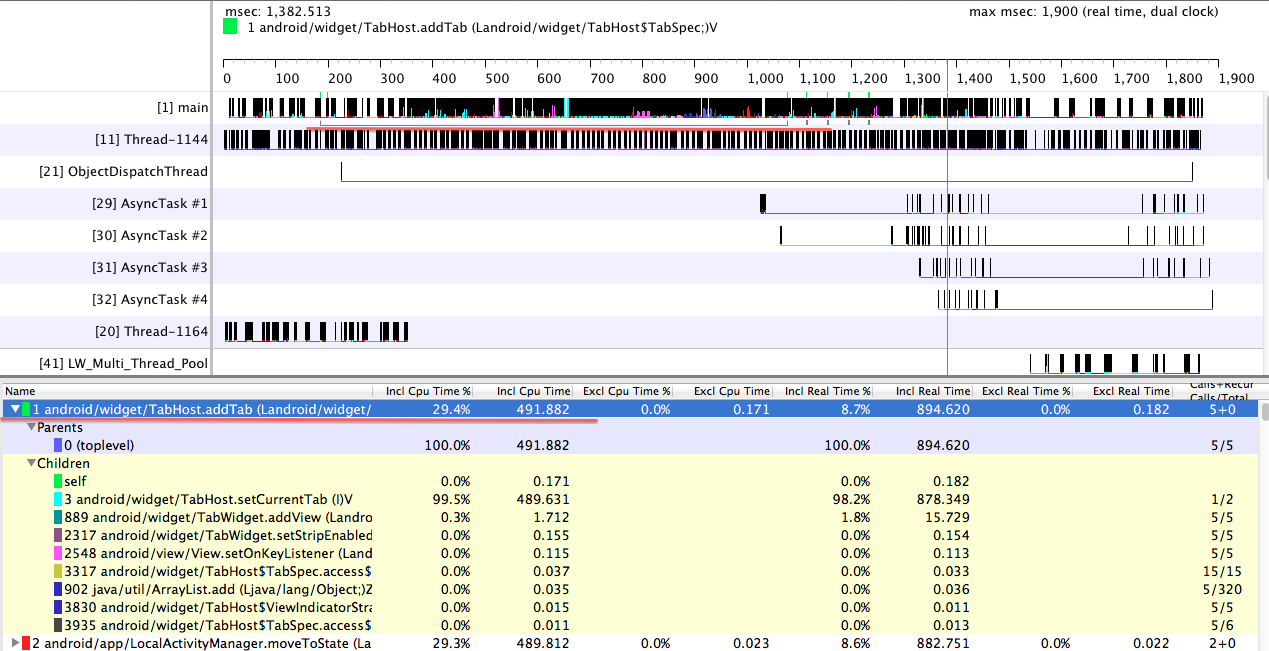 msec: 1,382.513
max msec: 1,900 (real time, dual clock)
1 android/widget/TabHost.addTab (Landroid/widget/TabHost$TabSpec;)V
0 100 200 300 400 500 600 700 800 900 1,000 1,100 1,200 1,300 1,400 1,500 1,600 1,700 1,800 1,900
[1] main
[11] Thread-1144
[21] ObjectDispatchThread
[29] AsyncTask #1
[30] AsyncTask #2
[31] AsyncTask #3
[32] AsyncTask #4
[20] Thread-1164
[41] LW_Multi_Thread_Pool
Name Incl Cpu Time % Incl Cpu Time Excl Cpu Time % Excl Cpu Time Incl Real Time % Incl Real Time Excl Real Time % Excl Real Time Calls+Recur
Calls/Total
1 android/widget/TabHost.addTab (Landroid/widget/ 29.4% 491.882 0.0% 0.171 8.7% 894.620 0.0% 0.182 5+0
Parents
0 (toplevel) 100.0% 491.882 100.0% 894.620 5/5
Children
self 0.0% 0.171 0.0% 0.182
3 android/widget/TabHost.setCurrentTab (I)V 99.5% 489.631 98.2% 878.349 1/2
889 android/widget/TabWidget.addView (Landro 0.3% 1.712 1.8% 15.729 5/5
2317 android/widget/TabWidget.setStripEnabled 0.0% 0.155 0.0% 0.154 5/5
2548 android/view/View.setOnKeyListener (Land 0.0% 0.115 0.0% 0.113 5/5
3317 android/widget/TabHost$TabSpec.access$ 0.0% 0.037 0.0% 0.033 15/15
902 java/util/ArrayList.add (Ljava/lang/Object;)Z 0.0% 0.035 0.0% 0.036 5/320
3830 android/widget/TabHost$ViewIndicatorStra 0.0% 0.015 0.0% 0.011 5/5
3935 android/widget/TabHost$TabSpec.access$ 0.0% 0.011 0.0% 0.013 5/6
2 android/app/LocalActivityManager.moveToState (La 29.3% 489.812 0.0% 0.023 8.6% 882.751 0.0% 0.022 2+0